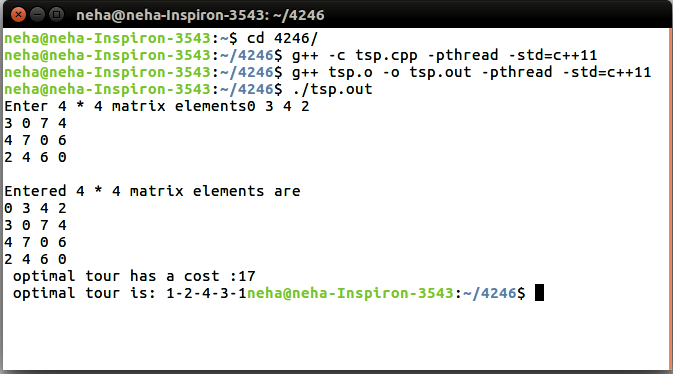 neha@neha-Inspiron-3543: ~/4246
neha@neha-Inspiron-3543:~$ cd 4246/
neha@neha-Inspiron-3543:~/4246$ g++ -c tsp.cpp -pthread -std=c++11
neha@neha-Inspiron-3543:~/4246$ g++ tsp.o -o tsp.out -pthread -std=c++11
neha@neha-Inspiron-3543:~/4246$ ./tsp.out
Enter 4 * 4 matrix elements0 3 4 2
3 0 7 4
4 7 0 6
2 4 6 0
Entered 4 * 4 matrix elements are
0 3 4 2
3 0 7 4
4 7 0 6
2 4 6 0
optimal tour has a cost :17
optimal tour is: 1-2-4-3-1neha@neha-Inspiron-3543:~/4246$